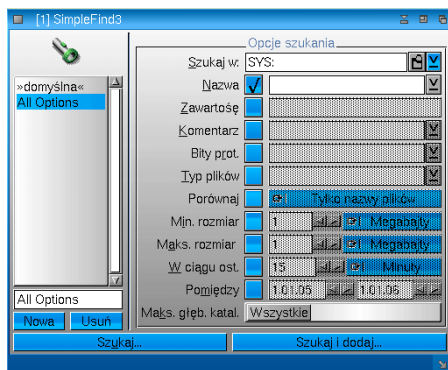 [1] SimpleFind3
»domyślna«
All Options
All Options
Nowa
Usuń
Opcje szukania
Szukaj w: SYS:
Nazwa
Zawartość
Komentarz
Bity prot.
Typ plików
Porównaj Tylko nazwy plików
Min. rozmiar 1 Megabajty
Maks. rozmiar 1 Megabajty
W ciągu ost. 15 Minuty
Pomiędzy 1.01.05 1.01.06
Maks. głęb. katal. Wszystkie
Szukaj...
Szukaj i dodaj...